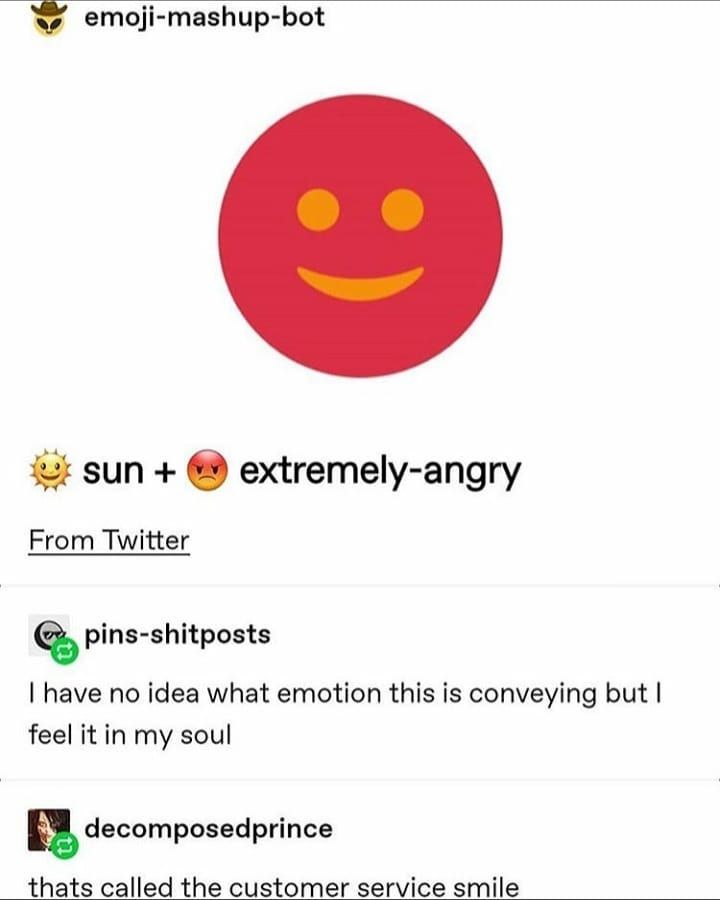 emoji-mashup-bot
sun + extremely-angry
From Twitter
pins-shitposts
I have no idea what emotion this is conveying but I
feel it in my soul
decomposedprince
thats called the customer service smile